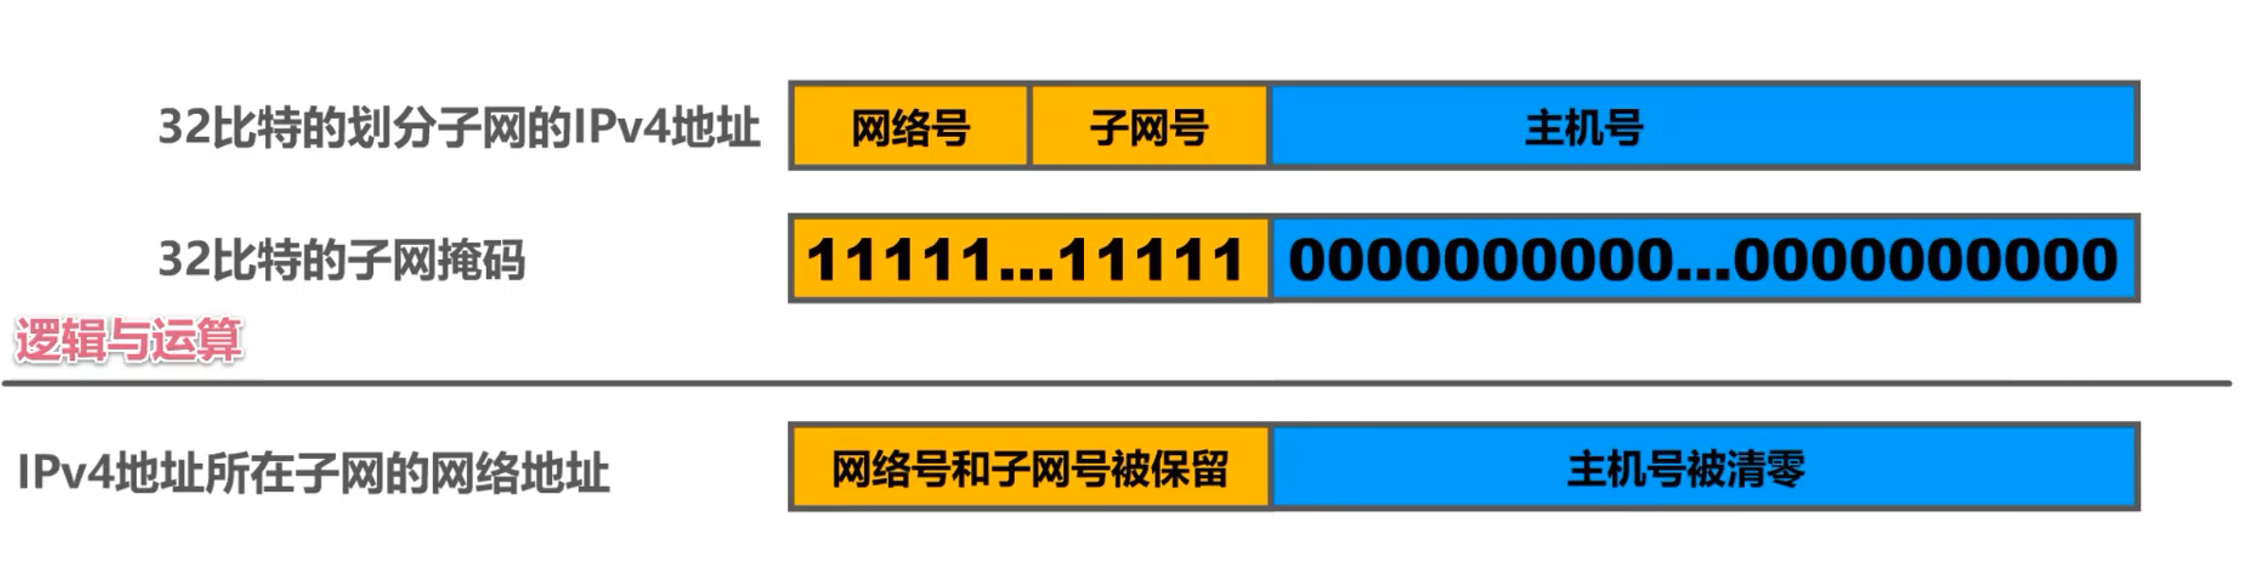 32比特的划分子网的IPv4地址 网络号 子网号 主机号
32比特的子网掩码 11111...11111 0000000000...0000000000
逻辑与运算
IPv4地址所在子网的网络地址 网络号和子网号被保留 主机号被清零